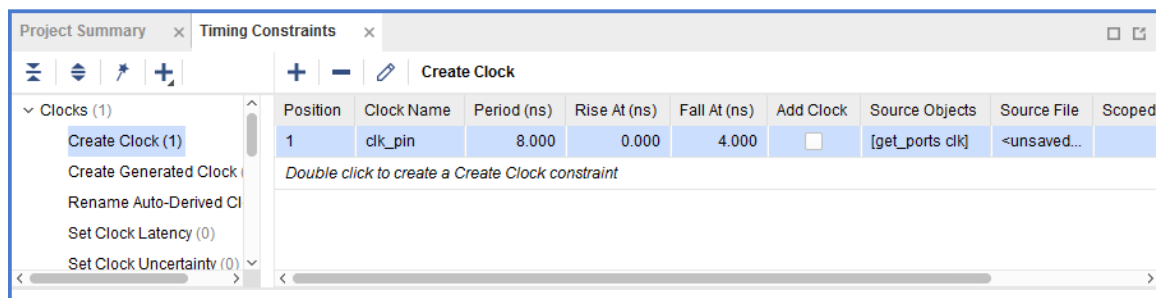 Project Summary × Timing Constraints ×
Create Clock
Clocks (1)
Position Clock Name Period (ns) Rise At (ns) Fall At (ns) Add Clock Source Objects Source File Scoped
Create Clock (1)
1 clk_pin 8.000 0.000 4.000 [get_ports clk] <unsaved...
Create Generated Clock (
Double click to create a Create Clock constraint
Rename Auto-Derived Cl
Set Clock Latency (0)
Set Clock Uncertainty (0)